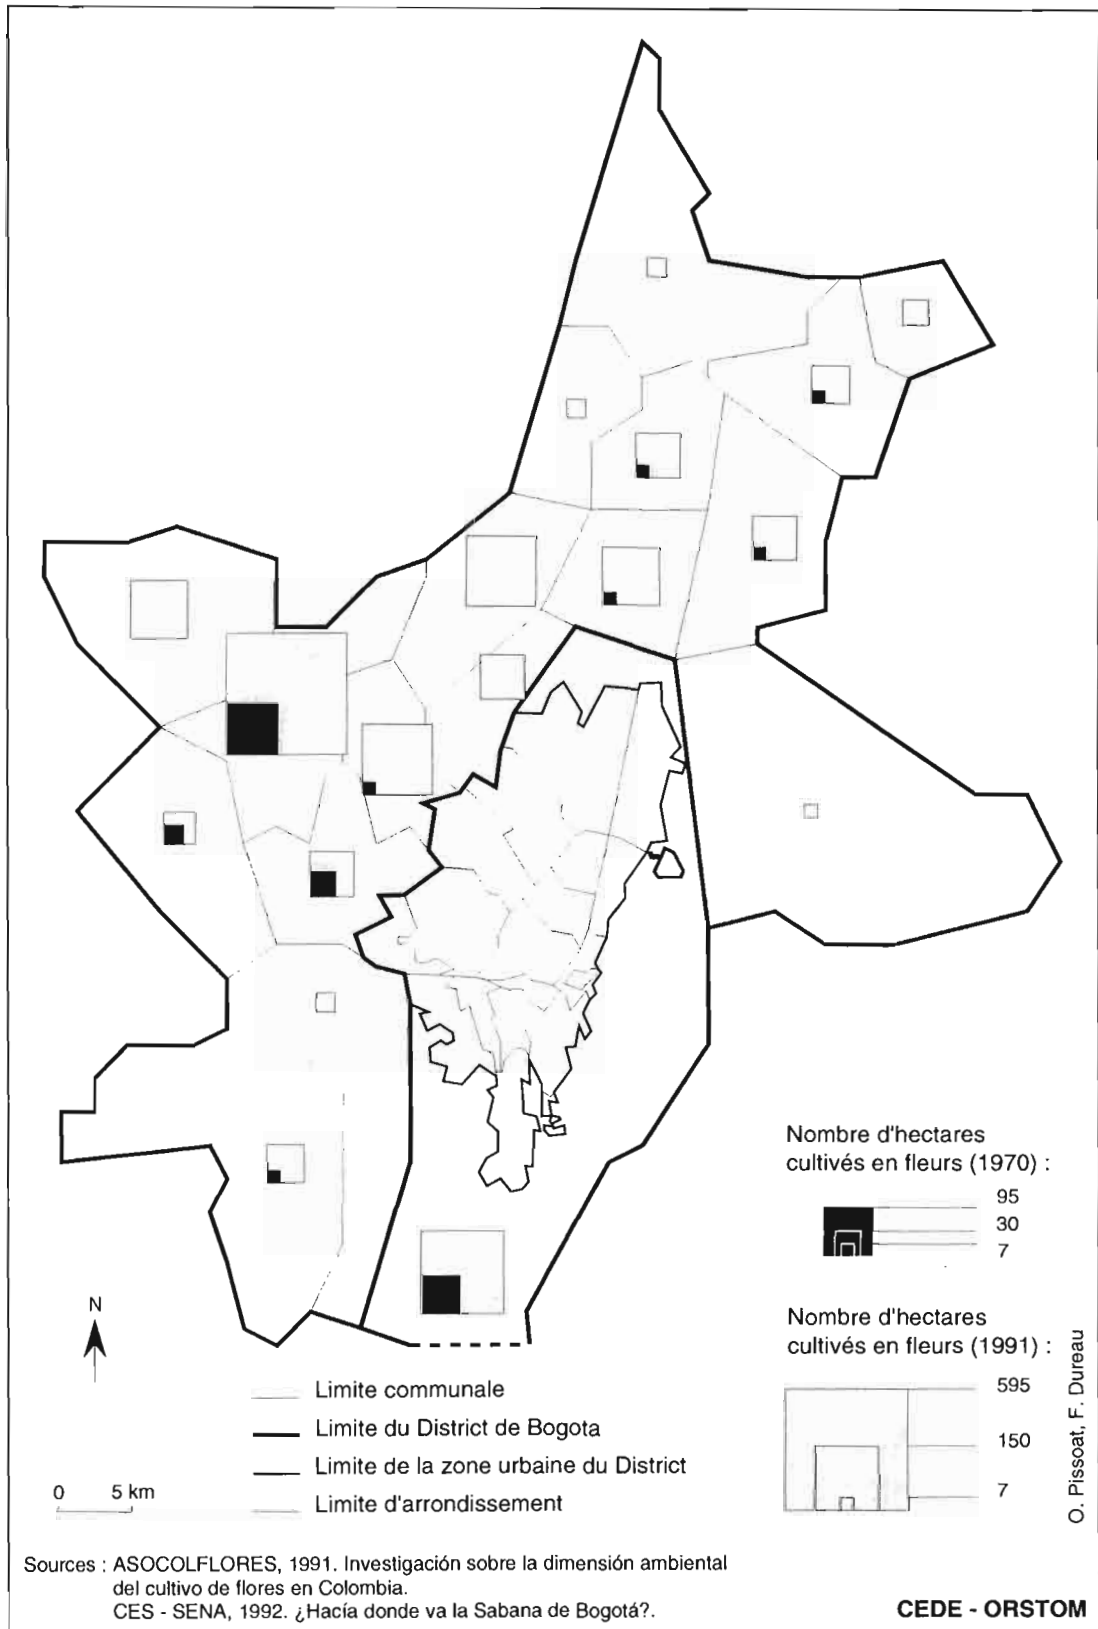 Nombre d'hectares
cultivés en fleurs (1970) :
95
30
7
N
Nombre d'hectares
cultivés en fleurs (1991) :
595
150
7
O. Pissoat, F. Dureau
Limite communale
Limite du District de Bogota
Limite de la zone urbaine du District
Limite d'arrondissement
0 5 km
Sources : ASOCOLFLORES, 1991. Investigación sobre la dimensión ambiental
del cultivo de flores en Colombia.
CES - SENA, 1992. ¿Hacía donde va la Sabana de Bogotá?.
CEDE - ORSTOM